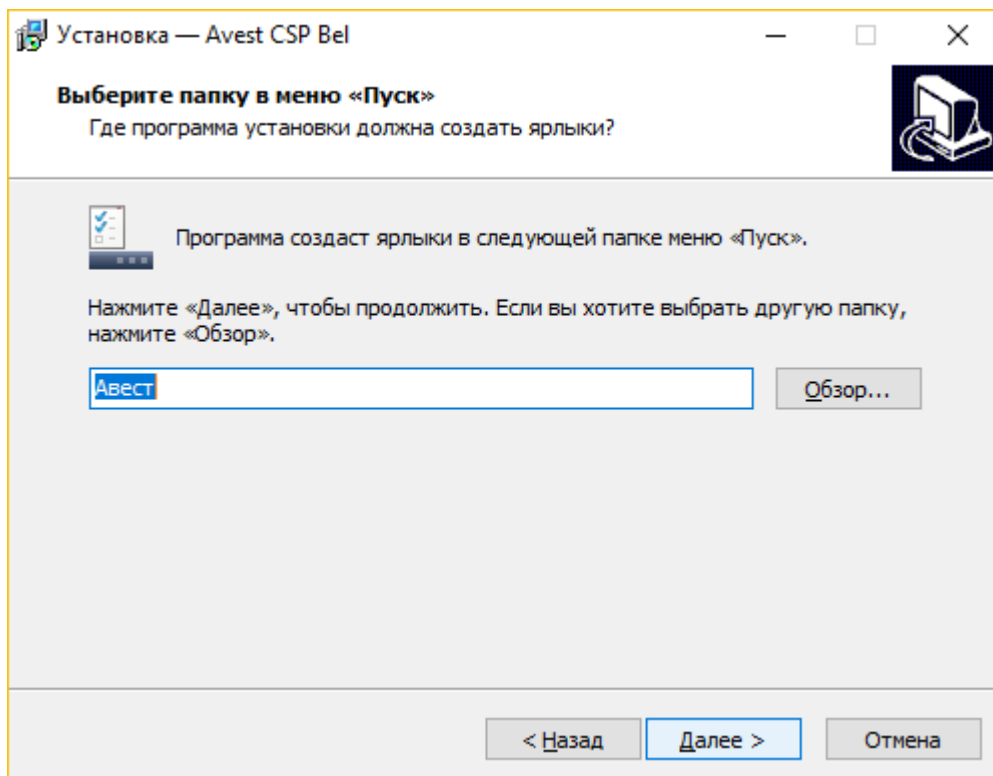 Установка — Avest CSP Bel
Выберите папку в меню «Пуск»
Где программа установки должна создать ярлыки?
Программа создаст ярлыки в следующей папке меню «Пуск».
Нажмите «Далее», чтобы продолжить. Если вы хотите выбрать другую папку,
нажмите «Обзор».
Авест
Обзор...
< Назад
Далее >
Отмена